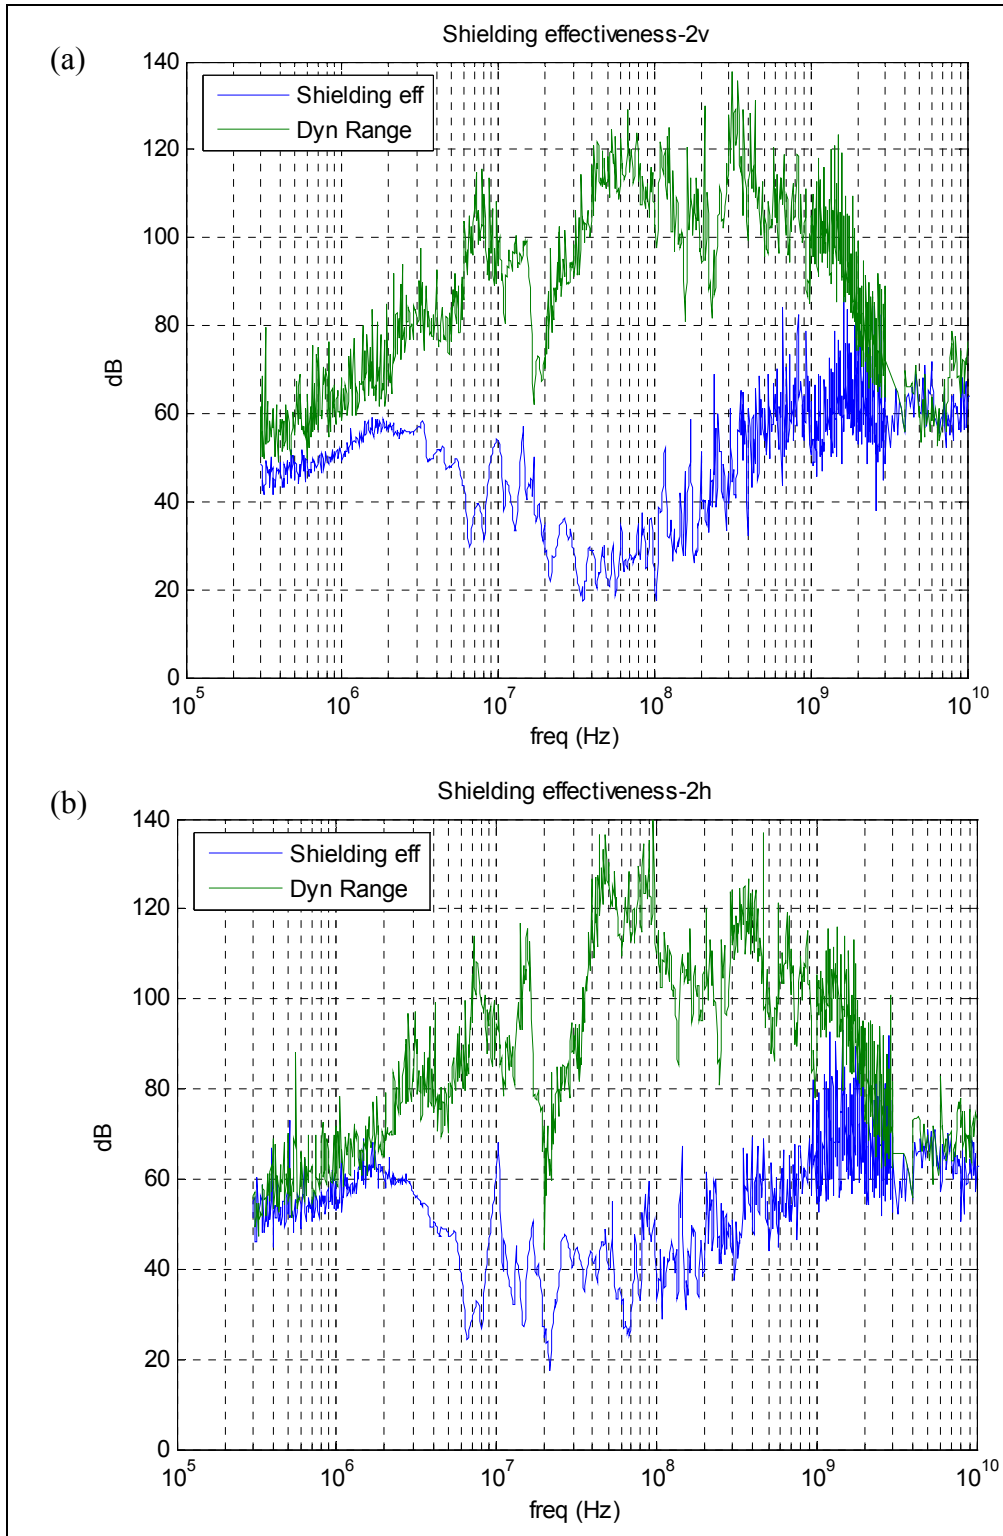 (a)
Shielding effectiveness-2v
140
120
100
80
60
40
20
0
dB
Shielding eff
Dyn Range
10^5 10^6 10^7 10^8 10^9 10^10
freq (Hz)
(b)
Shielding effectiveness-2h
140
120
100
80
60
40
20
0
dB
Shielding eff
Dyn Range
10^5 10^6 10^7 10^8 10^9 10^10
freq (Hz)